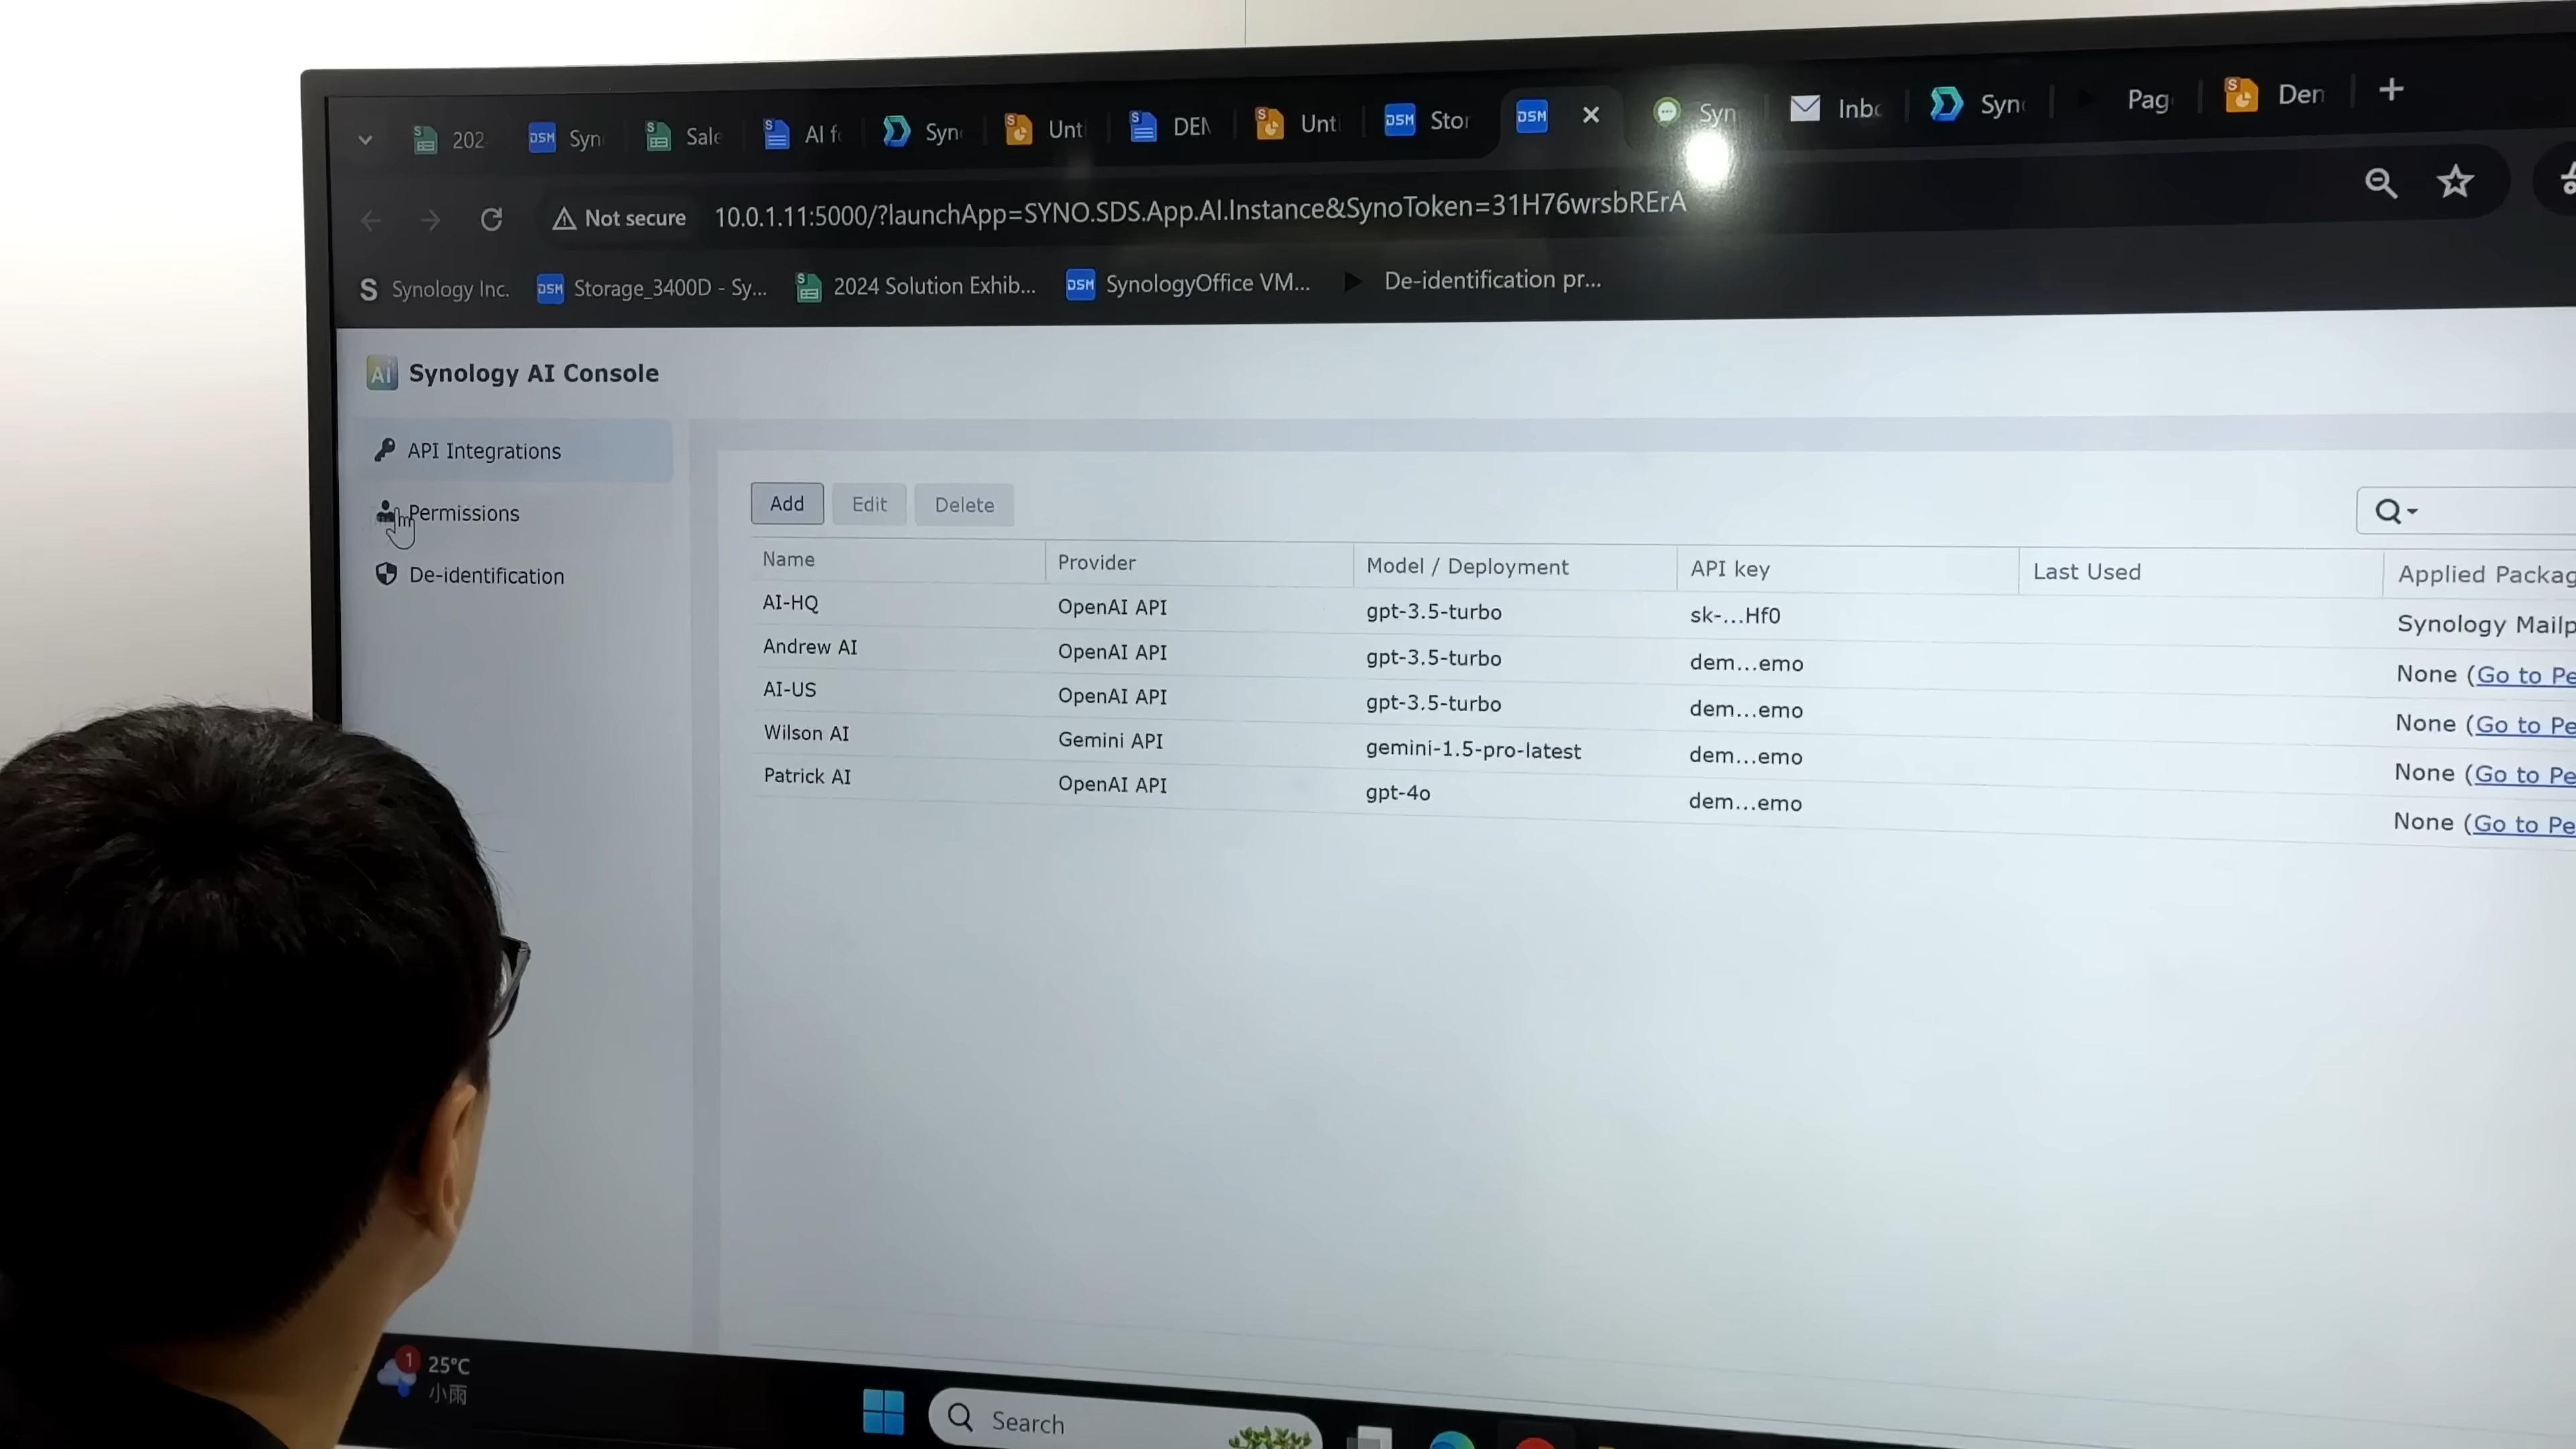 202 Syn Sale AI f Syn Unt DEM Unt Stor Syn Inbc Syn Pag Den
Not secure 10.0.1.11:5000/?launchApp=SYNO.SDS.App.AI.Instance&SynoToken=31H76wrsbRErA
S Synology Inc. DSM Storage_3400D - Sy... 2024 Solution Exhib... DSM SynologyOffice VM... De-identification pr...
Synology AI Console
API Integrations
Permissions
De-identification
Add Edit Delete
Name Provider Model / Deployment API key Last Used Applied Packag
AI-HQ OpenAI API gpt-3.5-turbo sk-...Hf0 Synology Mailp
Andrew AI OpenAI API gpt-3.5-turbo dem...emo None (Go to Pe
AI-US OpenAI API gpt-3.5-turbo dem...emo None (Go to Pe
Wilson AI Gemini API gemini-1.5-pro-latest dem...emo None (Go to Pe
Patrick AI OpenAI API gpt-4o dem...emo None (Go to Pe
1 25°C
小雨
Search